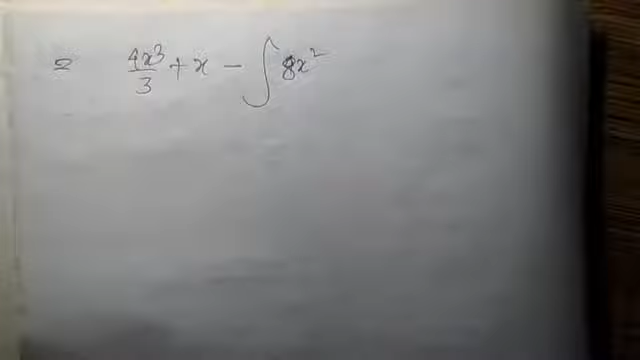 = 4x³/3 + x - ∫ 8x²